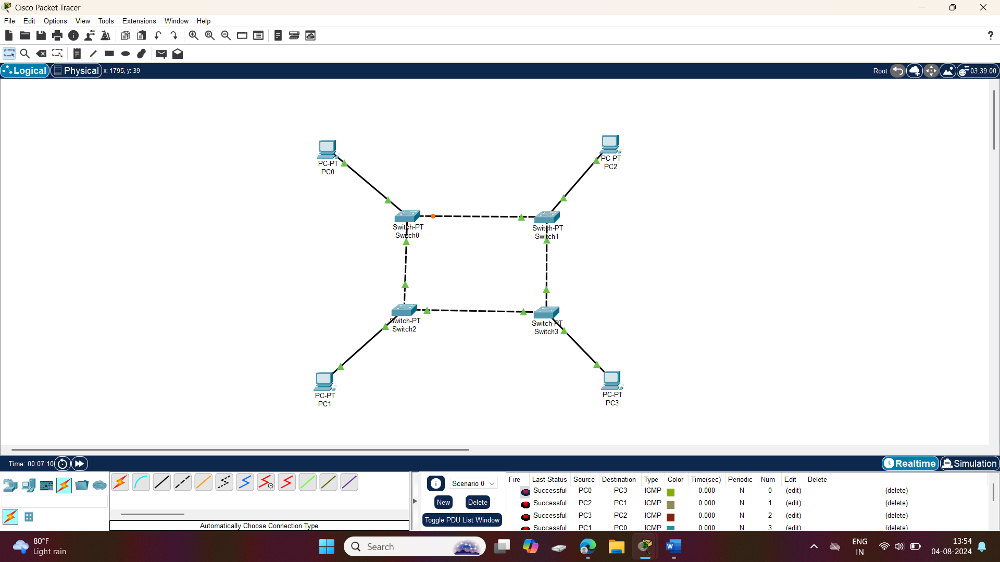 Cisco Packet Tracer
File Edit Options View Tools Extensions Window Help
Logical Physical x: 1795, y: 39 Root 03:39:00
PC-PT
PC0
PC-PT
PC2
Switch-PT
Switch0
Switch-PT
Switch1
Switch-PT
Switch2
Switch-PT
Switch3
PC-PT
PC1
PC-PT
PC3
Time: 00:07:10 Realtime Simulation
Scenario 0
New Delete
Toggle PDU List Window
Automatically Choose Connection Type
Fire Last Status Source Destination Type Color Time(sec) Periodic Num Edit Delete
Successful PC0 PC3 ICMP 0.000 N 0 (edit) (delete)
Successful PC2 PC1 ICMP 0.000 N 1 (edit) (delete)
Successful PC3 PC2 ICMP 0.000 N 2 (edit) (delete)
Successful PC1 PC0 ICMP 0.000 N 3 (edit) (delete)
80°F
Light rain
Search
ENG
IN
13:54
04-08-2024